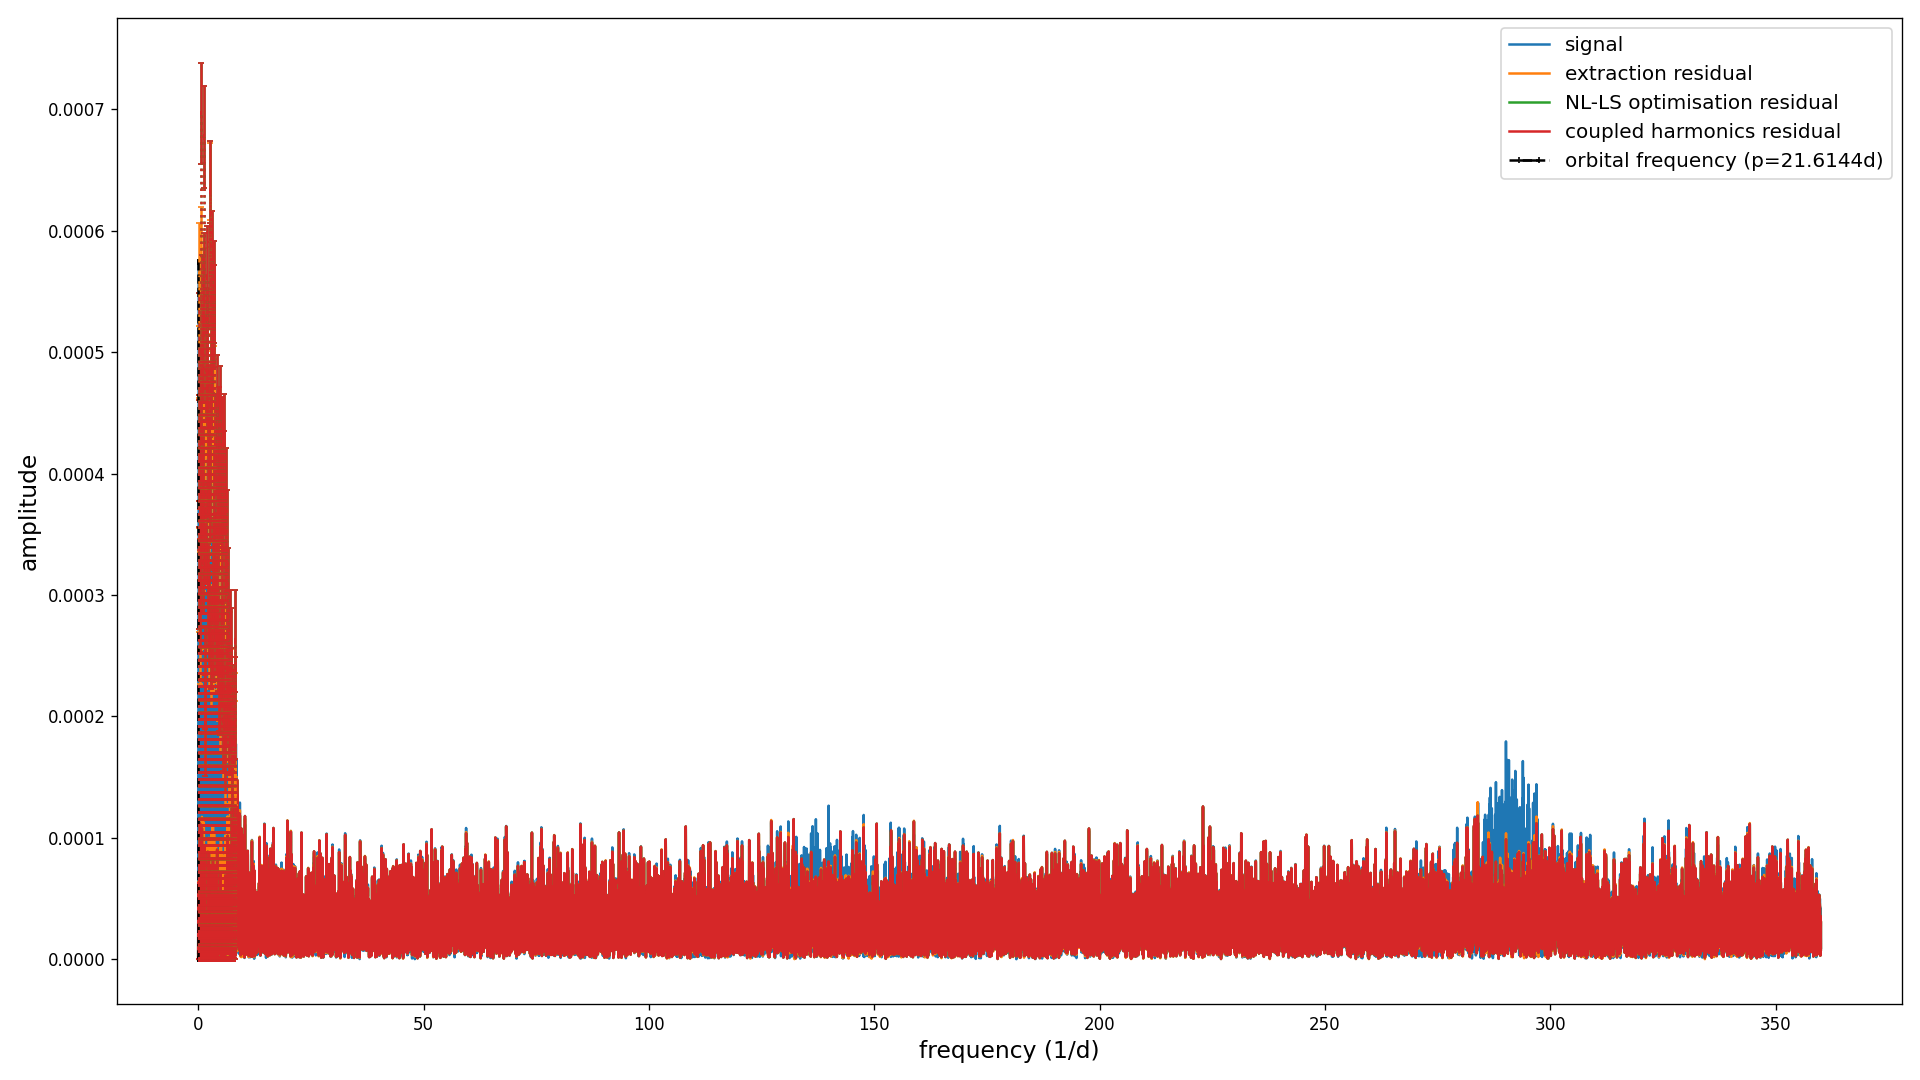 signal
extraction residual
NL-LS optimisation residual
coupled harmonics residual
orbital frequency (p=21.6144d)
amplitude
0.0007
0.0006
0.0005
0.0004
0.0003
0.0002
0.0001
0.0000
0 50 100 150 200 250 300 350
frequency (1/d)